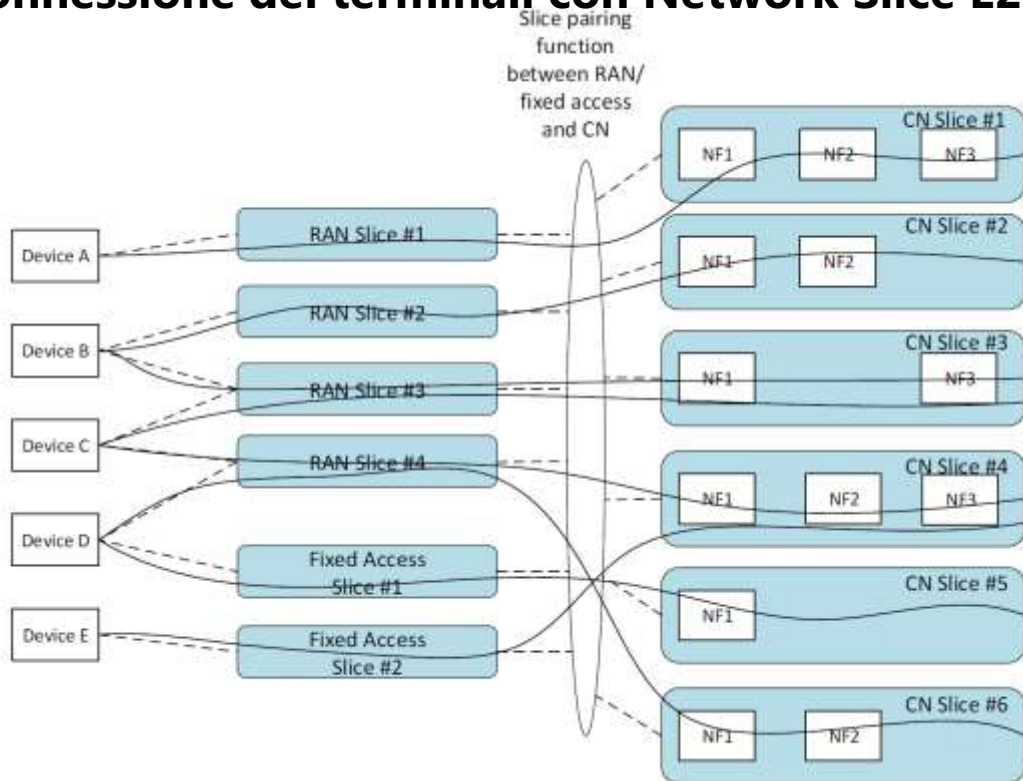 onnessione dei terminali con Network Slice E2
Slice pairing
function
between RAN/
fixed access
and CN
CN Slice #1
NF1
NF2
NF3
CN Slice #2
NF1
NF2
CN Slice #3
NF1
NF3
CN Slice #4
NF1
NF2
NF3
CN Slice #5
NF1
CN Slice #6
NF1
NF2
RAN Slice #1
RAN Slice #2
RAN Slice #3
RAN Slice #4
Fixed Access
Slice #1
Fixed Access
Slice #2
Device A
Device B
Device C
Device D
Device E